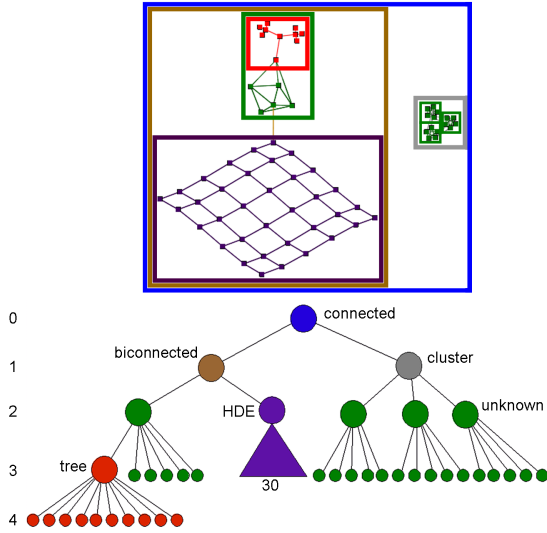 0
connected
1
biconnected
cluster
2
HDE
unknown
3
tree
30
4